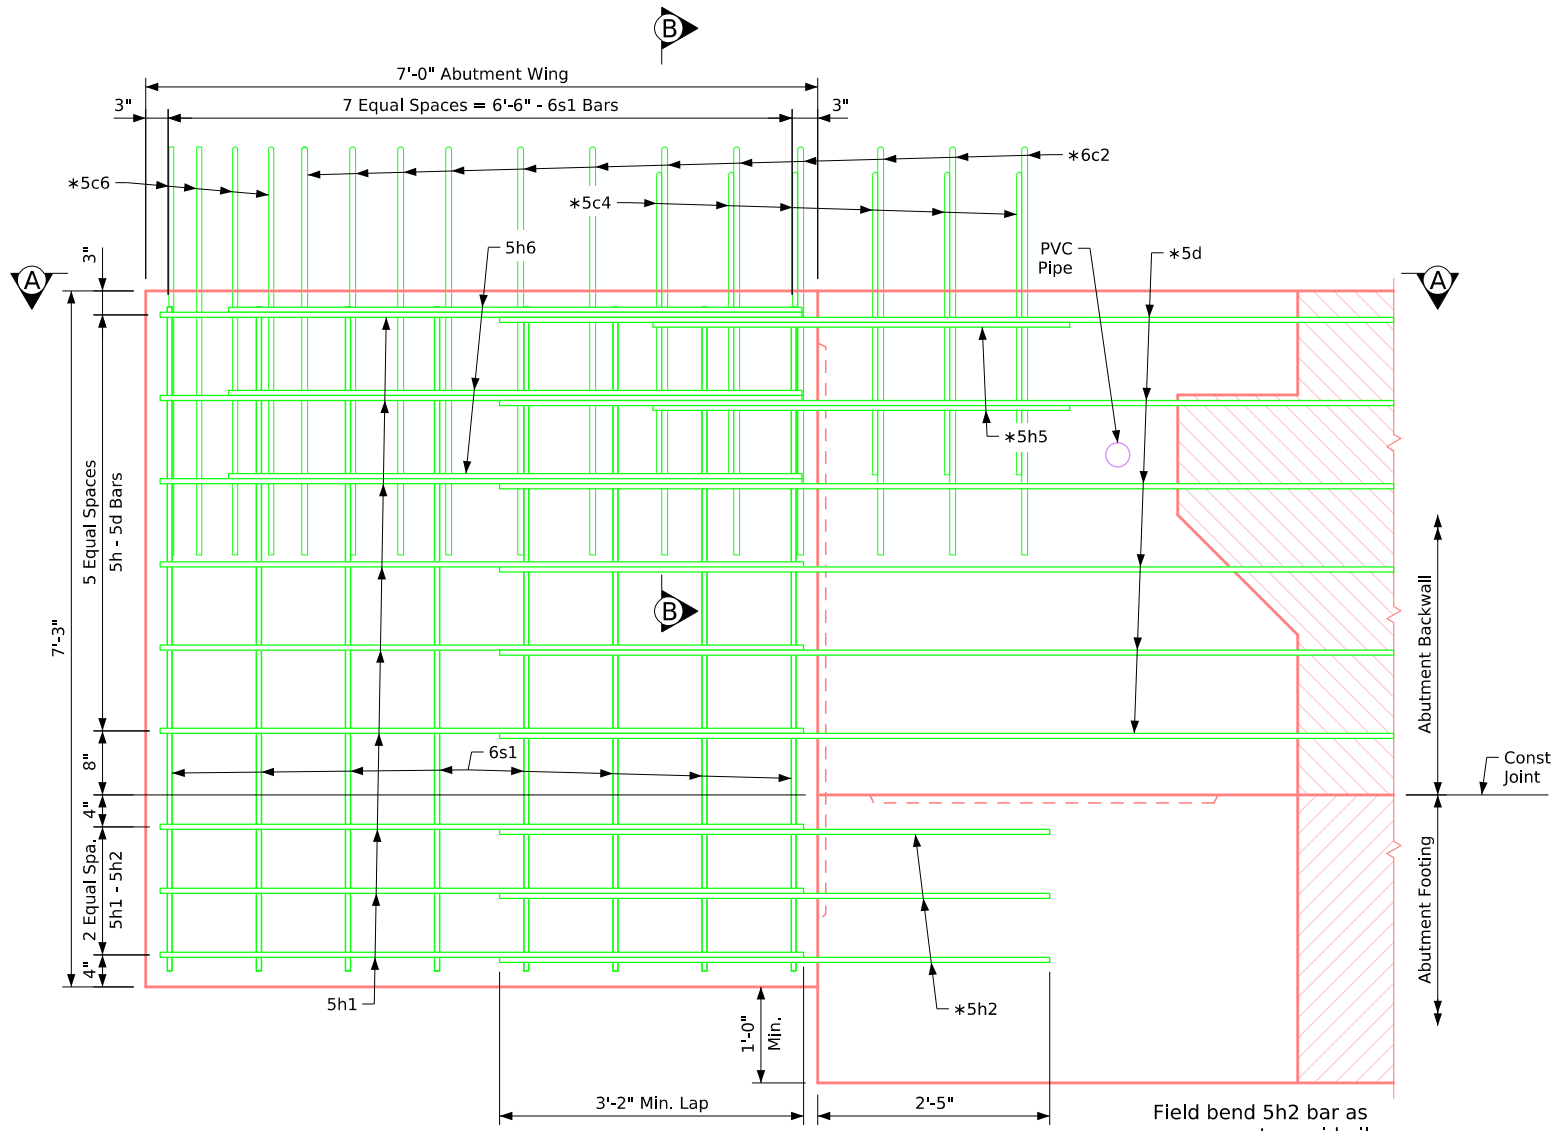 B
7'-0" Abutment Wing
3"
7 Equal Spaces = 6'-6" - 6s1 Bars
3"
*6c2
*5c6
*5c4
5h6
PVC
Pipe
*5d
3"
A
A
*5h5
5 Equal Spaces
5h - 5d Bars
7'-3"
B
Abutment Backwall
6s1
8"
Const
Joint
4"
2 Equal Spa.
5h1 - 5h2
Abutment Footing
4"
5h1
*5h2
1'-0"
Min.
3'-2" Min. Lap
2'-5"
Field bend 5h2 bar as